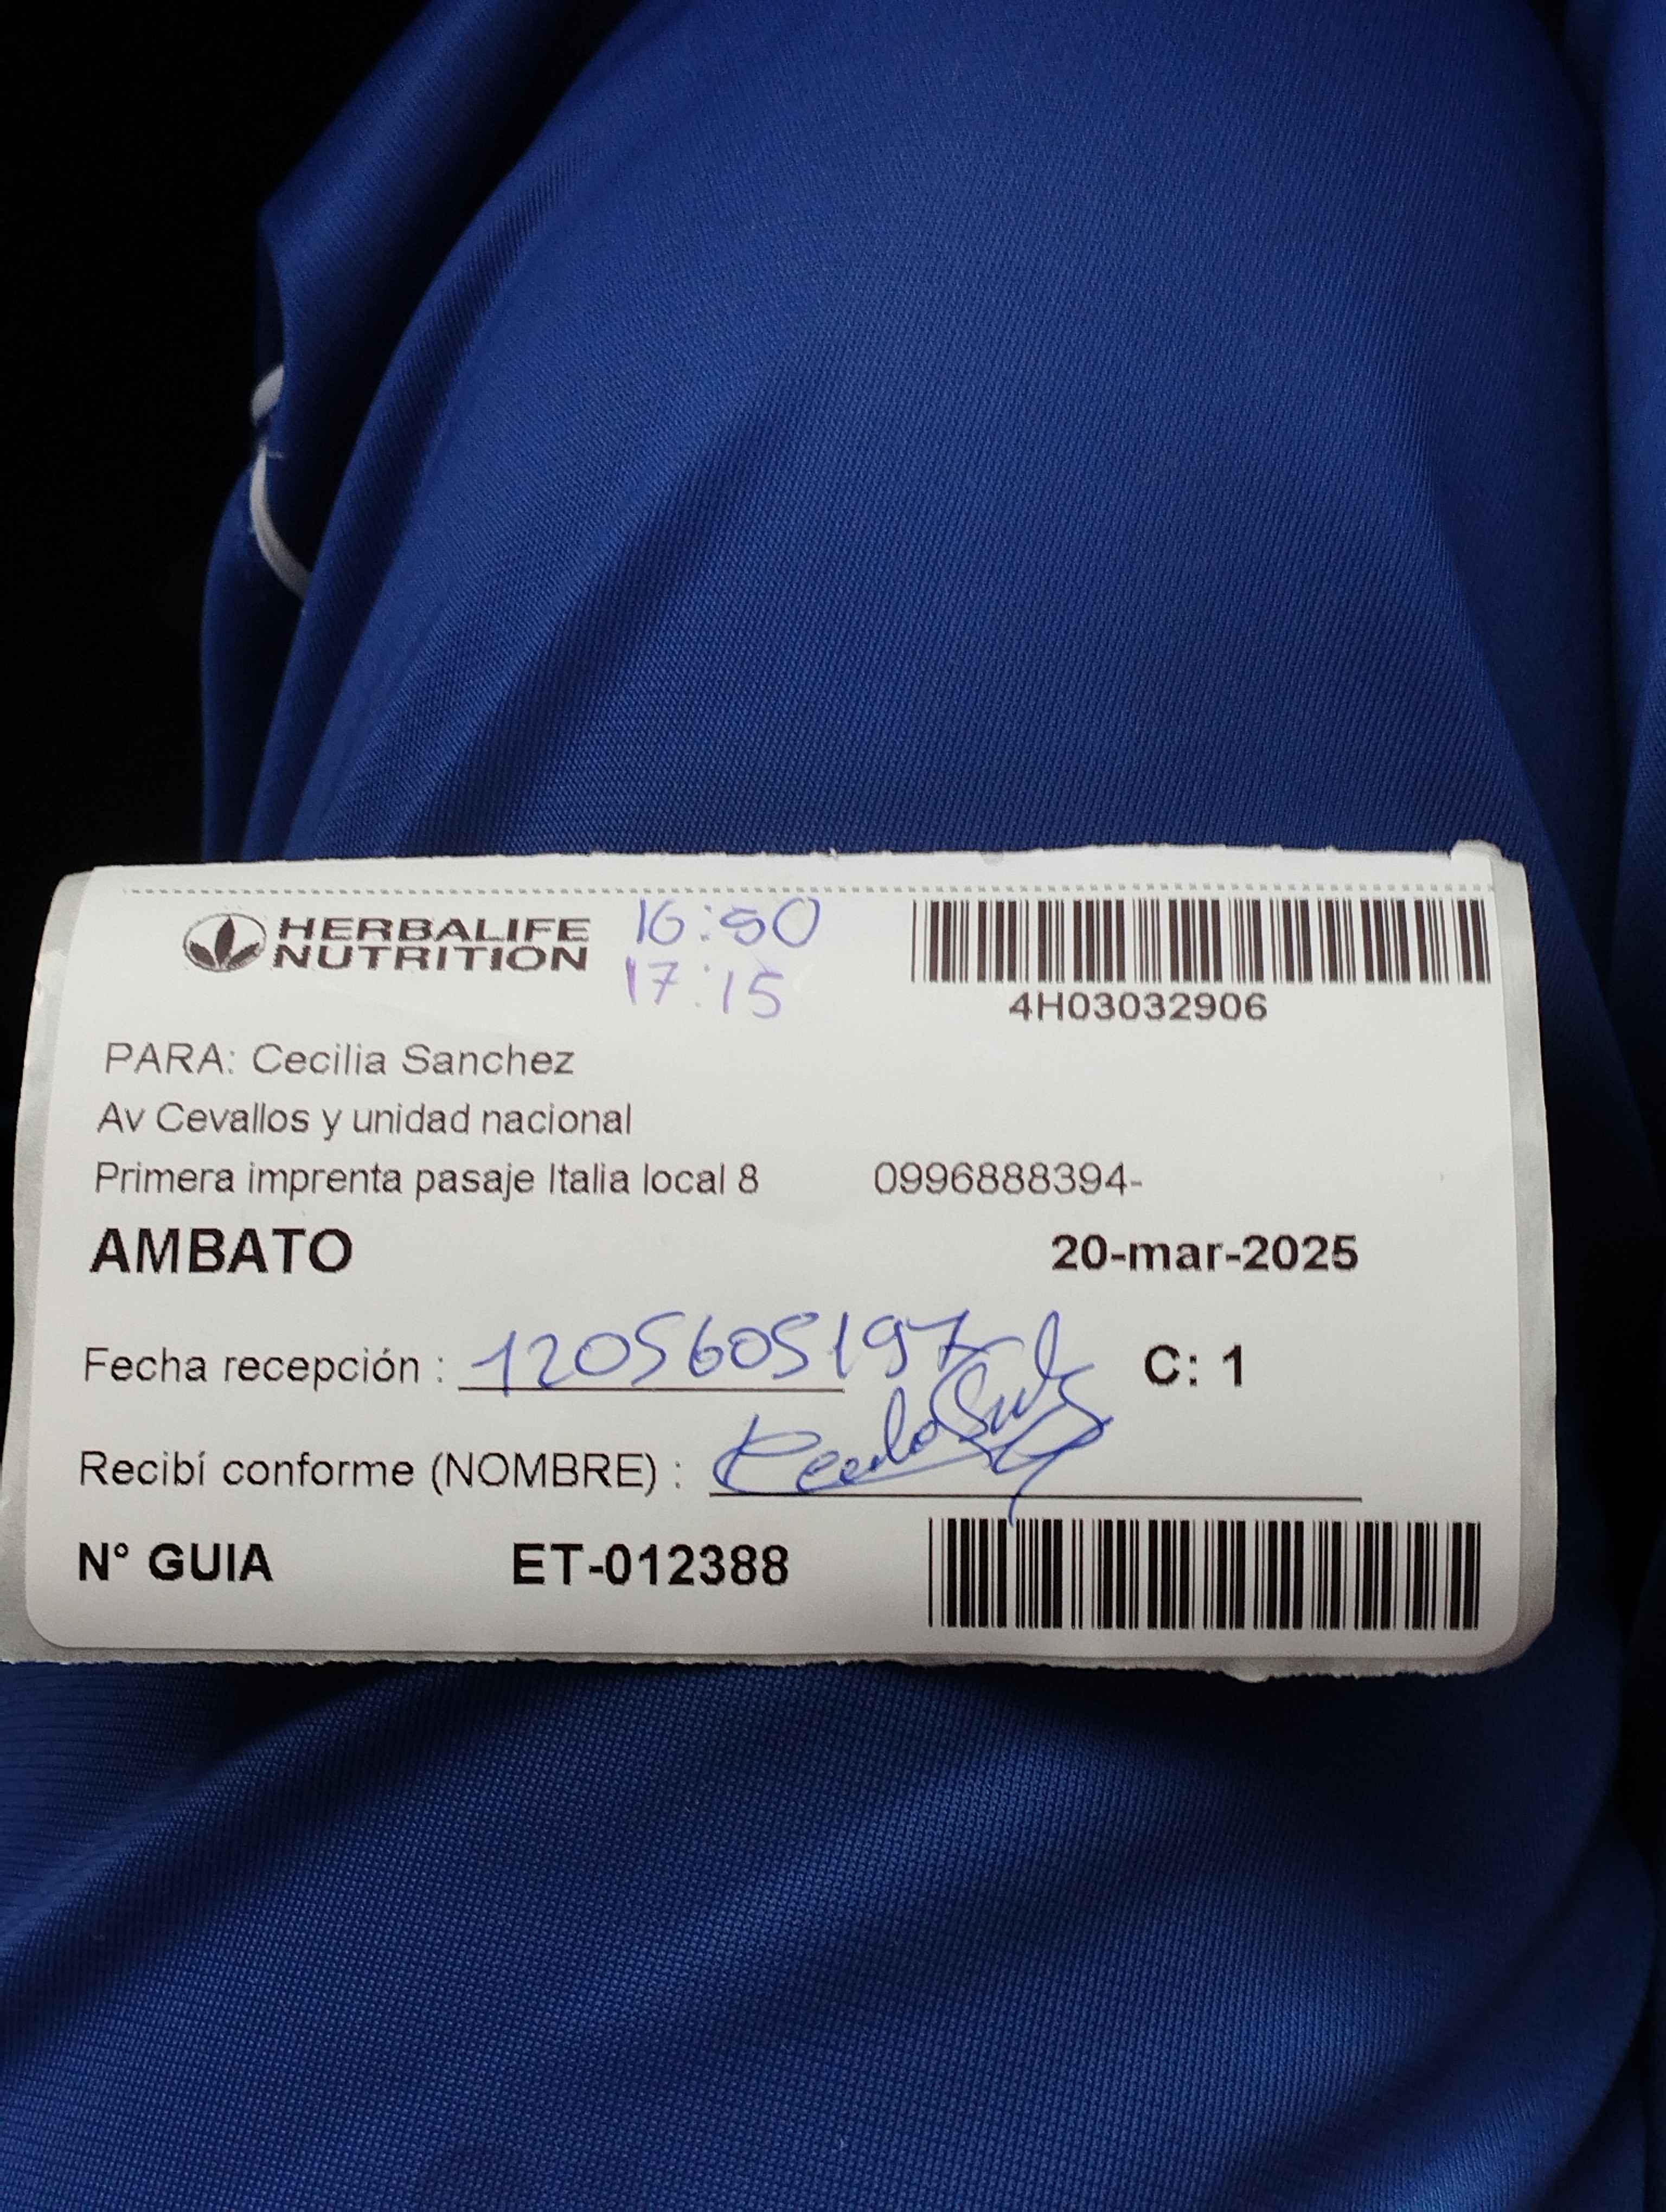 HERBALIFE
NUTRITION
16:50
17:15
4H03032906
PARA: Cecilia Sanchez
Av Cevallos y unidad nacional
Primera imprenta pasaje Italia local 8 0996888394-
AMBATO 20-mar-2025
Fecha recepción : 1205605197 C: 1
Recibí conforme (NOMBRE) :
N° GUIA ET-012388